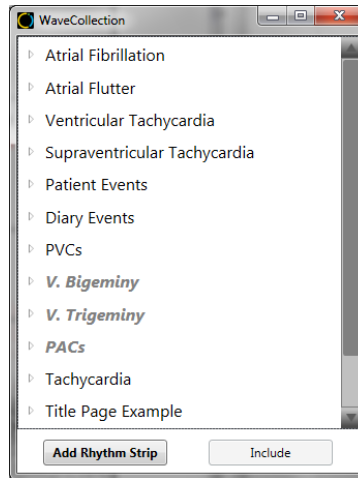 WaveCollection
Atrial Fibrillation
Atrial Flutter
Ventricular Tachycardia
Supraventricular Tachycardia
Patient Events
Diary Events
PVCs
V. Bigeminy
V. Trigeminy
PACs
Tachycardia
Title Page Example
Add Rhythm Strip Include